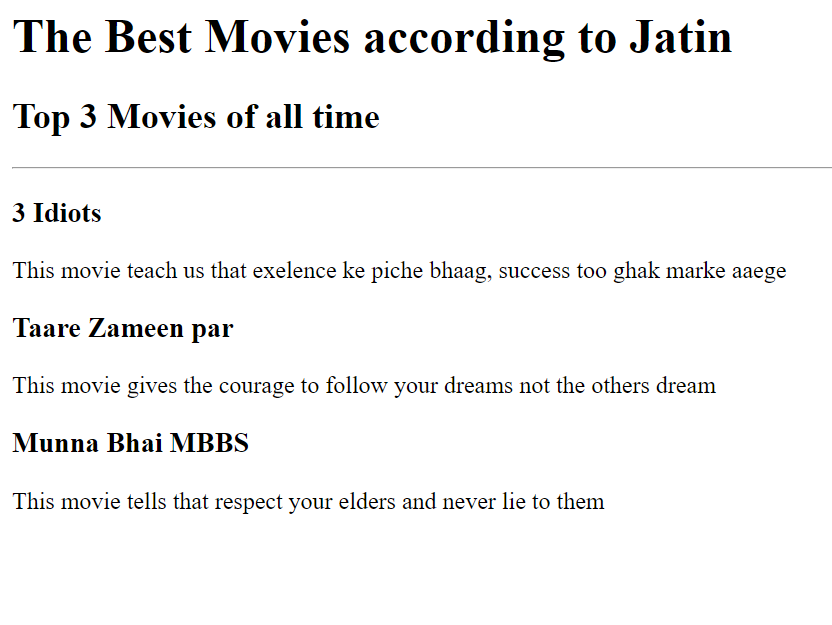 The Best Movies according to Jatin
Top 3 Movies of all time
3 Idiots
This movie teach us that exelence ke piche bhaag, success too ghak marke aaege
Taare Zameen par
This movie gives the courage to follow your dreams not the others dream
Munna Bhai MBBS
This movie tells that respect your elders and never lie to them